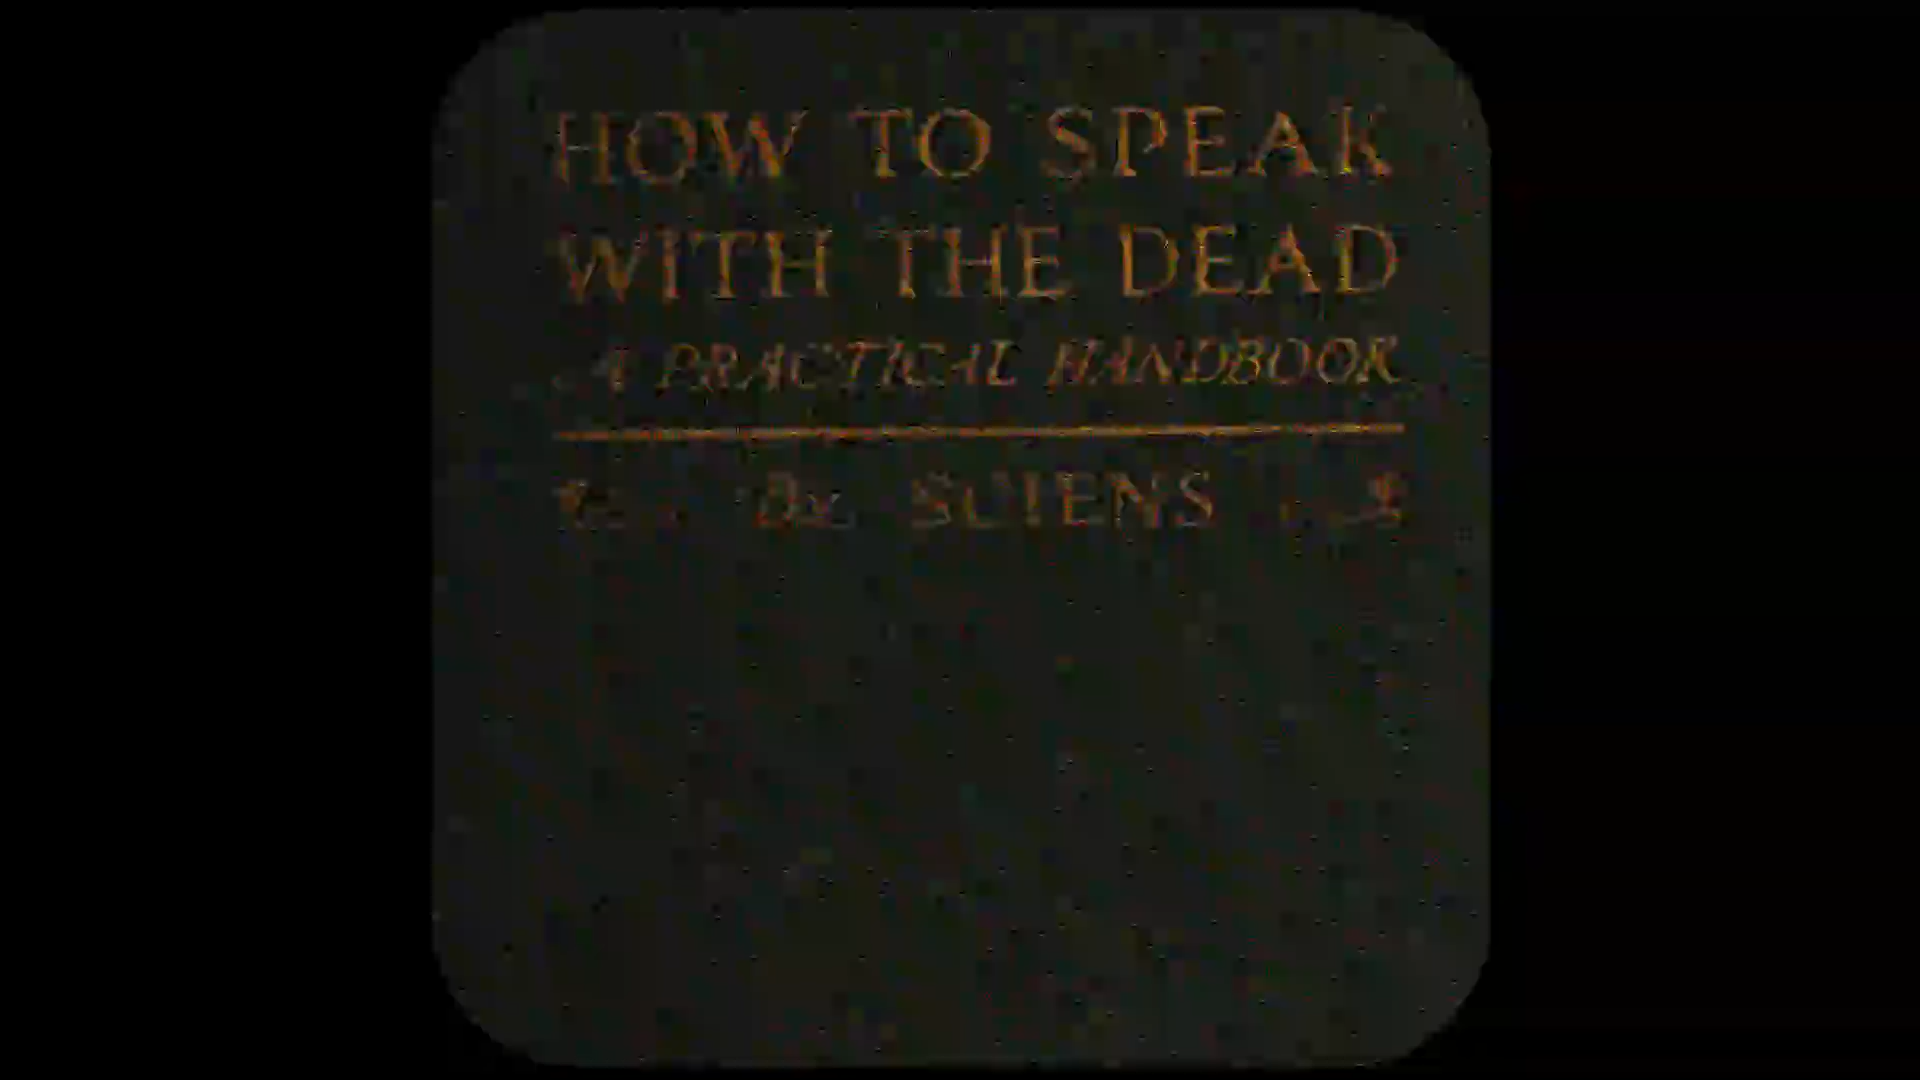 HOW TO SPEAK
WITH THE DEAD
A PRACTICAL HANDBOOK
By SCIENS